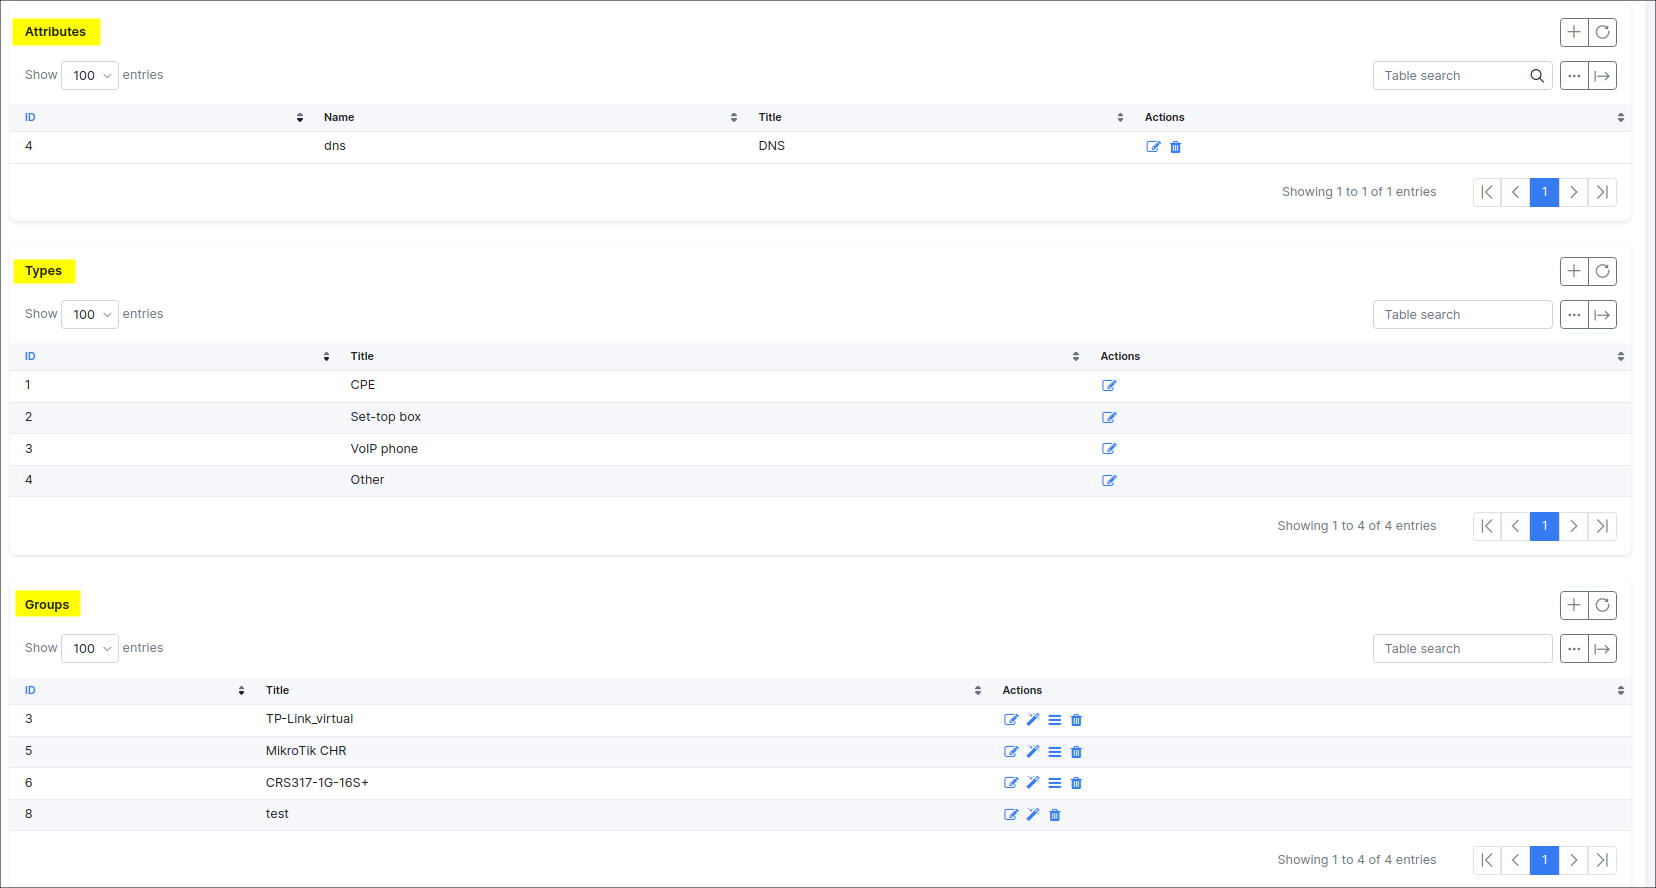 Attributes
Show 100 entries
Table search
ID Name Title Actions
4 dns DNS
Showing 1 to 1 of 1 entries 1
Types
Show 100 entries
Table search
ID Title Actions
1 CPE
2 Set-top box
3 VoIP phone
4 Other
Showing 1 to 4 of 4 entries 1
Groups
Show 100 entries
Table search
ID Title Actions
3 TP-Link_virtual
5 MikroTik CHR
6 CRS317-1G-16S+
8 test
Showing 1 to 4 of 4 entries 1